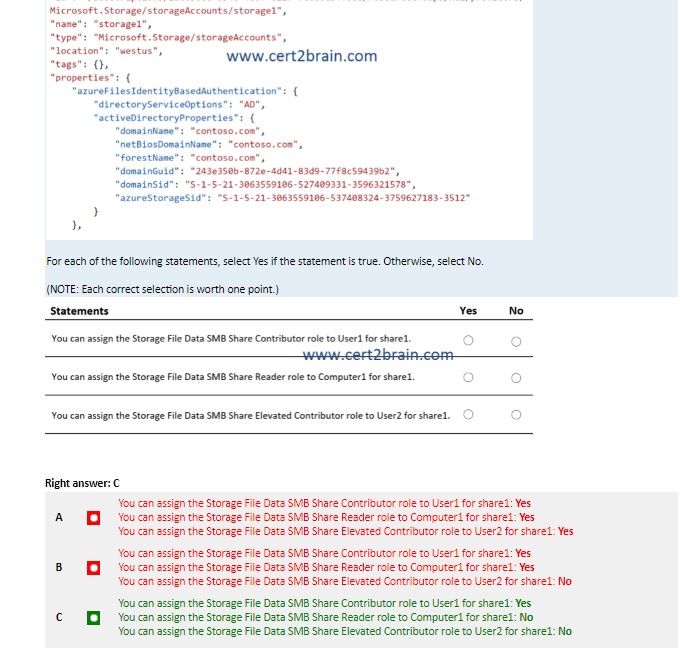 Microsoft.Storage/storageAccounts/storage1",
"name": "storage1",
"type": "Microsoft.Storage/storageAccounts",
"location": "westus",
www.cert2brain.com
"tags": {},
"properties": {
"azureFilesIdentityBasedAuthentication": {
"directoryServiceOptions": "AD",
"activeDirectoryProperties": {
"domainName": "contoso.com",
"netBiosDomainName": "contoso.com",
"forestName": "contoso.com",
"domainGuid": "243e350b-872e-4d41-83d9-77f8c59439b2",
"domainSid": "S-1-5-21-3063559106-527409331-3596321578",
"azureStorageSid": "S-1-5-21-3063559106-537408324-3759627183-3512"
}
},
For each of the following statements, select Yes if the statement is true. Otherwise, select No.
(NOTE: Each correct selection is worth one point.)
Statements Yes No
You can assign the Storage File Data SMB Share Contributor role to User1 for share1.
www.cert2brain.com
You can assign the Storage File Data SMB Share Reader role to Computer1 for share1.
You can assign the Storage File Data SMB Share Elevated Contributor role to User2 for share1.
Right answer: C
You can assign the Storage File Data SMB Share Contributor role to User1 for share1: Yes
A You can assign the Storage File Data SMB Share Reader role to Computer1 for share1: Yes
You can assign the Storage File Data SMB Share Elevated Contributor role to User2 for share1: Yes
You can assign the Storage File Data SMB Share Contributor role to User1 for share1: Yes
B You can assign the Storage File Data SMB Share Reader role to Computer1 for share1: Yes
You can assign the Storage File Data SMB Share Elevated Contributor role to User2 for share1: No
You can assign the Storage File Data SMB Share Contributor role to User1 for share1: Yes
C You can assign the Storage File Data SMB Share Reader role to Computer1 for share1: No
You can assign the Storage File Data SMB Share Elevated Contributor role to User2 for share1: No